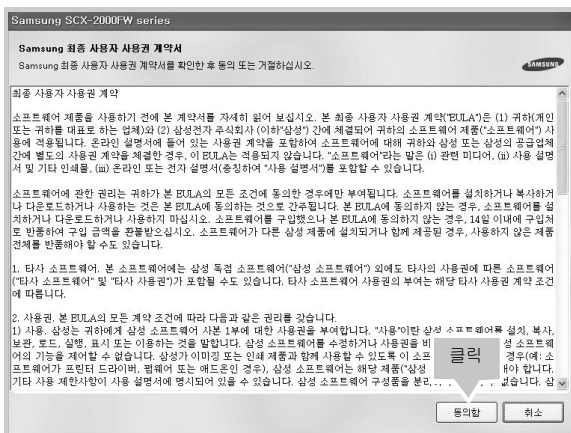 Samsung SCX-2000FW series
Samsung 최종 사용자 사용권 계약서
Samsung 최종 사용자 사용권 계약서를 확인한 후 동의 또는 거절하십시오.
SAMSUNG
최종 사용자 사용권 계약
소프트웨어 제품을 사용하기 전에 본 계약서를 자세히 읽어 보십시오. 본 최종 사용자 사용권 계약("EULA")은 (1) 귀하(개인
또는 귀하를 대표로 하는 업체)와 (2) 삼성전자 주식회사 (이하"삼성") 간에 체결되어 귀하의 소프트웨어 제품("소프트웨어") 사
용에 적용됩니다. 온라인 설명서에 들어 있는 사용권 계약을 포함하여 소프트웨어에 대해 귀하와 삼성 또는 삼성의 공급업체
간에 별도의 사용권 계약을 체결한 경우, 이 EULA는 적용되지 않습니다. "소프트웨어"라는 말은 (i) 관련 미디어, (ii) 사용 설명
서 및 기타 인쇄물, (iii) 온라인 또는 전자 설명서(총칭하여 "사용 설명서")를 포함할 수 있습니다.
소프트웨어에 관한 권리는 귀하가 본 EULA의 모든 조건에 동의한 경우에만 부여됩니다. 소프트웨어를 설치하거나 복사하거
나 다운로드하거나 사용하는 것은 본 EULA에 동의하는 것으로 간주됩니다. 본 EULA에 동의하지 않는 경우, 소프트웨어를 설
치하거나 다운로드하거나 사용하지 마십시오. 소프트웨어를 구입했으나 본 EULA에 동의하지 않는 경우, 14일 이내에 구입처
로 반품하여 구입 금액을 환불받으십시오. 소프트웨어가 다른 삼성 제품에 설치되거나 함께 제공된 경우, 사용하지 않은 제품
전체를 반품해야 할 수도 있습니다.
1. 타사 소프트웨어. 본 소프트웨어에는 삼성 독점 소프트웨어("삼성 소프트웨어") 외에도 타사의 사용권에 따른 소프트웨어
("타사 소프트웨어" 및 "타사 사용권")가 포함될 수도 있습니다. 타사 소프트웨어 사용권의 부여는 해당 타사 사용권 계약 조건
에 따릅니다.
2. 사용권. 본 EULA의 모든 계약 조건에 따라 다음과 같은 권리를 갖습니다.
1) 사용. 삼성는 귀하에게 삼성 소프트웨어 사본 1부에 대한 사용권을 부여합니다. "사용"이란 삼성 소프트웨어를 설치, 복사,
보관, 로드, 실행, 표시 또는 이용하는 것을 말합니다. 삼성 소프트웨어를 수정하거나 사용권을 비 성 소프트웨
어의 기능을 제어할 수 없습니다. 삼성가 이미징 또는 인쇄 제품과 함께 사용할 수 있도록 이 소프 경우(예: 소
프트웨어가 프린터 드라이버, 펌웨어 또는 애드온인 경우), 삼성 소프트웨어는 해당 제품("삼성 해야 합니다.
기타 사용 제한사항이 사용 설명서에 명시되어 있을 수 있습니다. 삼성 소프트웨어 구성품을 분리 없습니다. 삼
클릭
동의함
취소